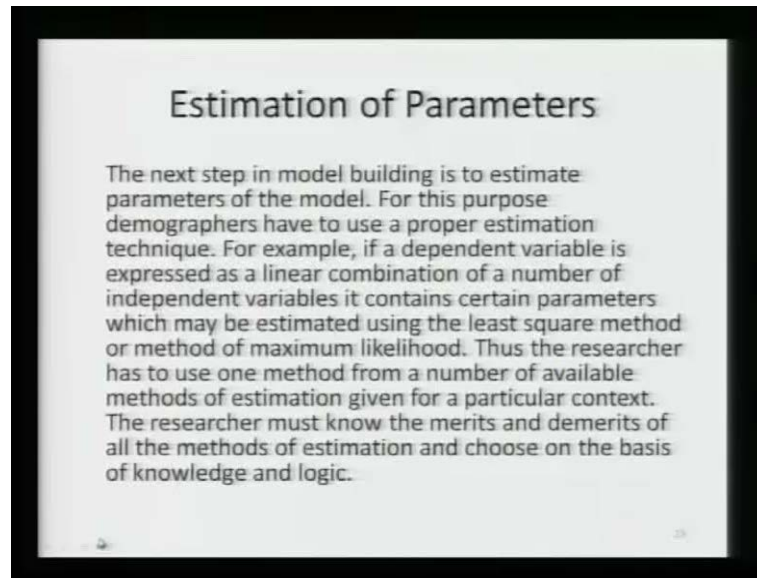 Estimation of Parameters
The next step in model building is to estimate
parameters of the model. For this purpose
demographers have to use a proper estimation
technique. For example, if a dependent variable is
expressed as a linear combination of a number of
independent variables it contains certain parameters
which may be estimated using the least square method
or method of maximum likelihood. Thus the researcher
has to use one method from a number of available
methods of estimation given for a particular context.
The researcher must know the merits and demerits of
all the methods of estimation and choose on the basis
of knowledge and logic.